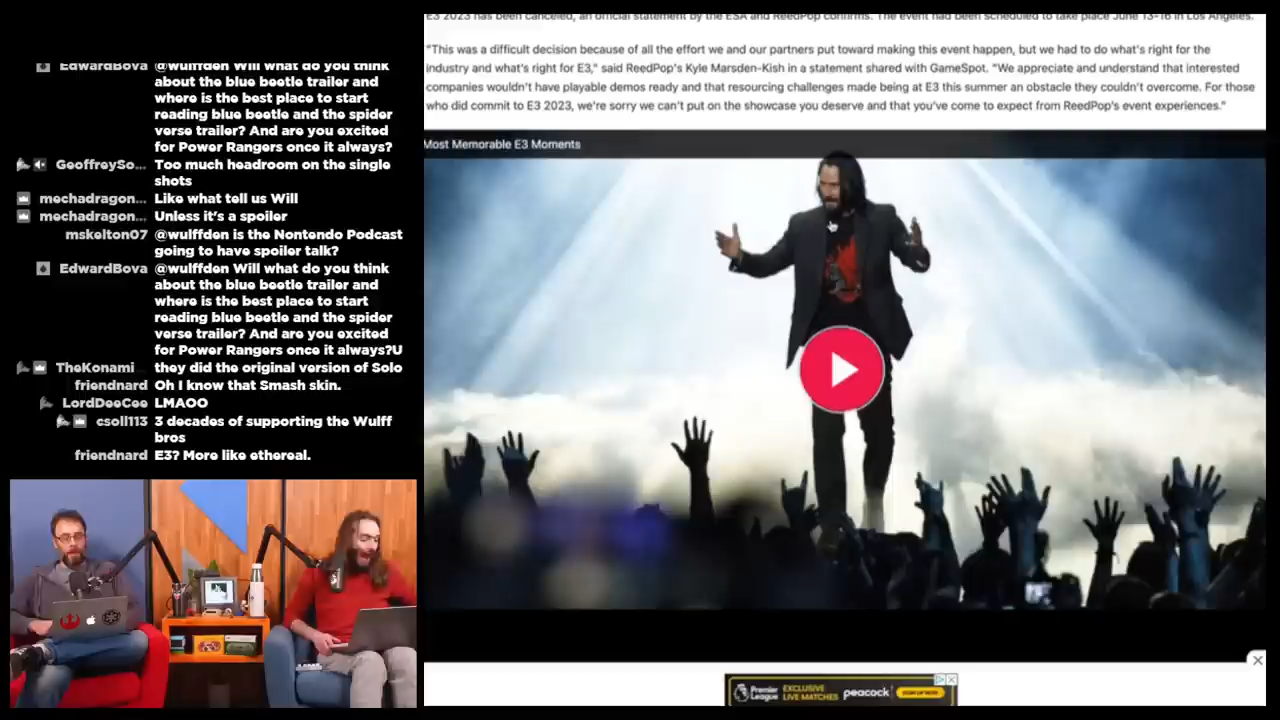 EdwardBova @wulffden Will what do you think
about the blue beetle trailer and
where is the best place to start
reading blue beetle and the spider
verse trailer? And are you excited
for Power Rangers once it always?
GeoffreySo... Too much headroom on the single
shots
mechadragon... Like what tell us Will
mechadragon... Unless it's a spoiler
mskelton07 @wulffden is the Nontendo Podcast
going to have spoiler talk?
EdwardBova @wulffden Will what do you think
about the blue beetle trailer and
where is the best place to start
reading blue beetle and the spider
verse trailer? And are you excited
for Power Rangers once it always?U
TheKonami they did the original version of Solo
friendnard Oh I know that Smash skin.
LordDeeCee LMAOO
csoll113 3 decades of supporting the Wulff
bros
friendnard E3? More like ethereal.
E3 2023 has been canceled, an official statement by the ESA and ReedPop confirms. The event had been scheduled to take place June 13-16 in Los Angeles.
"This was a difficult decision because of all the effort we and our partners put toward making this event happen, but we had to do what's right for the
industry and what's right for E3," said ReedPop's Kyle Marsden-Kish in a statement shared with GameSpot. "We appreciate and understand that interested
companies wouldn't have playable demos ready and that resourcing challenges made being at E3 this summer an obstacle they couldn't overcome. For those
who did commit to E3 2023, we're sorry we can't put on the showcase you deserve and that you've come to expect from ReedPop's event experiences."
Most Memorable E3 Moments
Premier
League
EXCLUSIVE
LIVE MATCHES
peacock
SIGN UP NOW